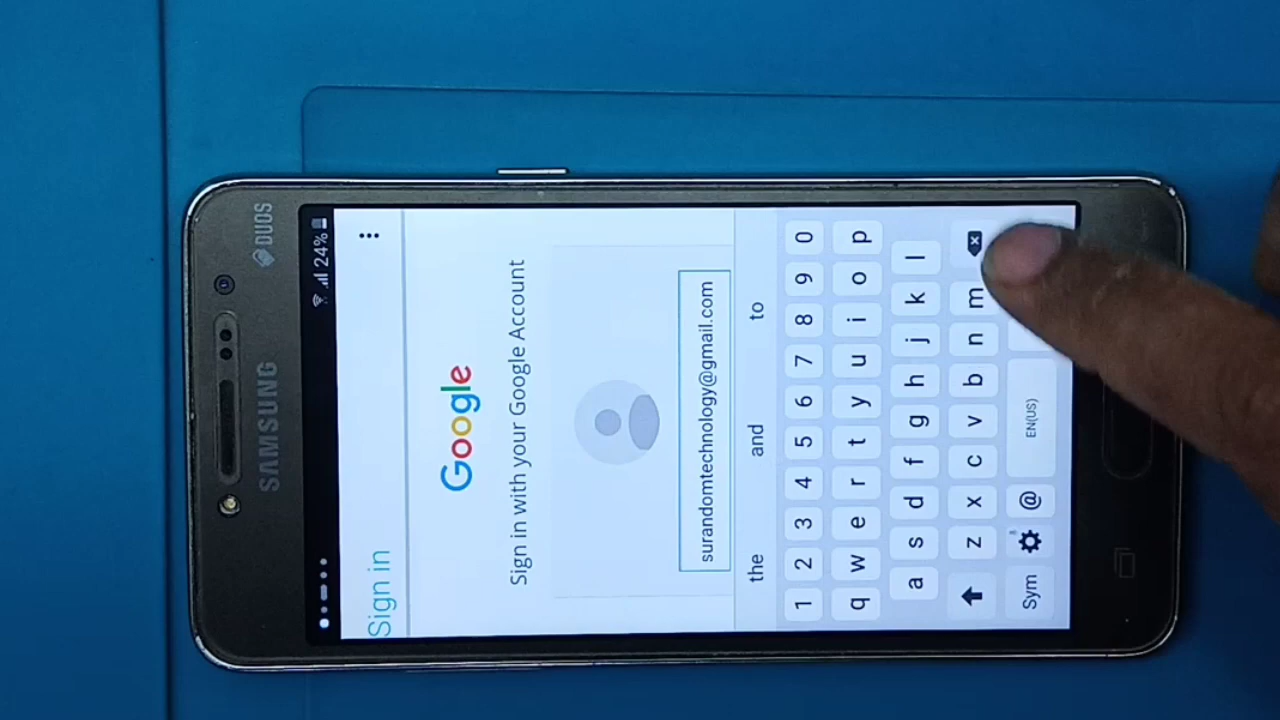 SAMSUNG
DUOS
24%
Sign in
Google
Sign in with your Google Account
surandomtechnology@gmail.com
the and to
1 2 3 4 5 6 7 8 9 0
q w e r t y u i o p
a s d f g h j k l
z x c v b n m
Sym @ EN(US)